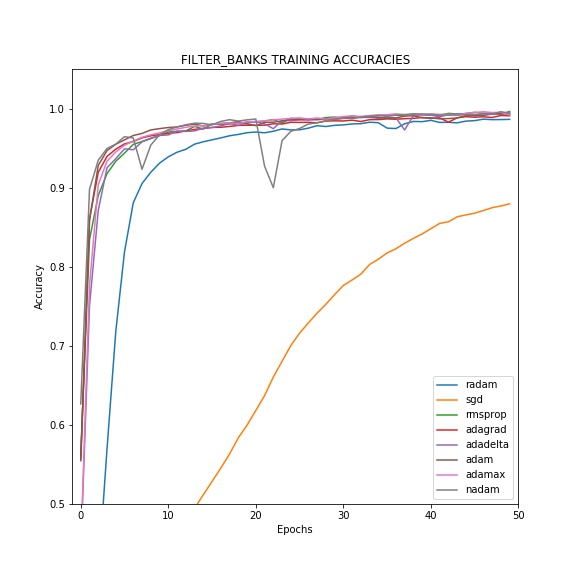 FILTER_BANKS TRAINING ACCURACIES
1.0
0.9
0.8
0.7
0.6
0.5
Accuracy
0 10 20 30 40 50
Epochs
radam
sgd
rmsprop
adagrad
adadelta
adam
adamax
nadam